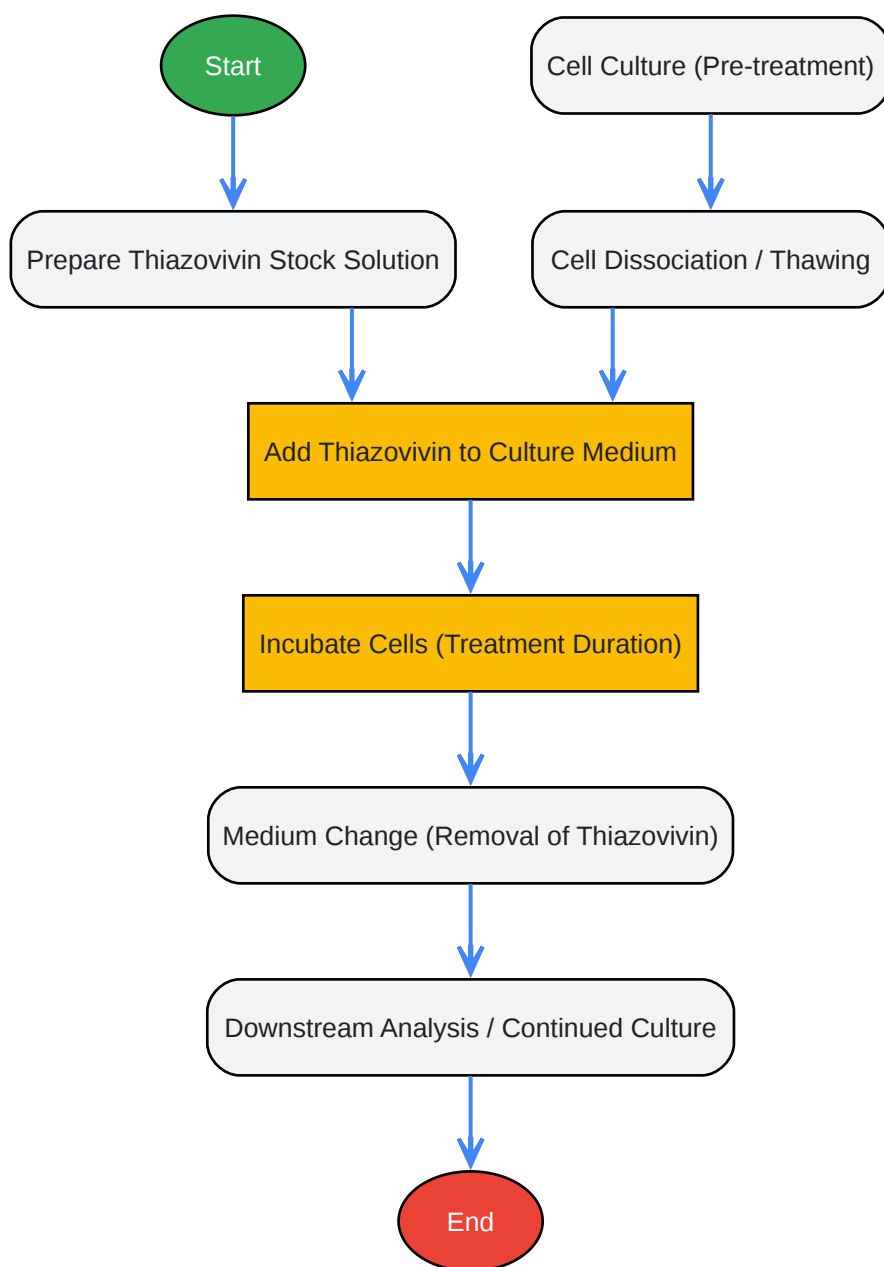 Start
Cell Culture (Pre-treatment)
Prepare Thiazovivin Stock Solution
Cell Dissociation / Thawing
Add Thiazovivin to Culture Medium
Incubate Cells (Treatment Duration)
Medium Change (Removal of Thiazovivin)
Downstream Analysis / Continued Culture
End